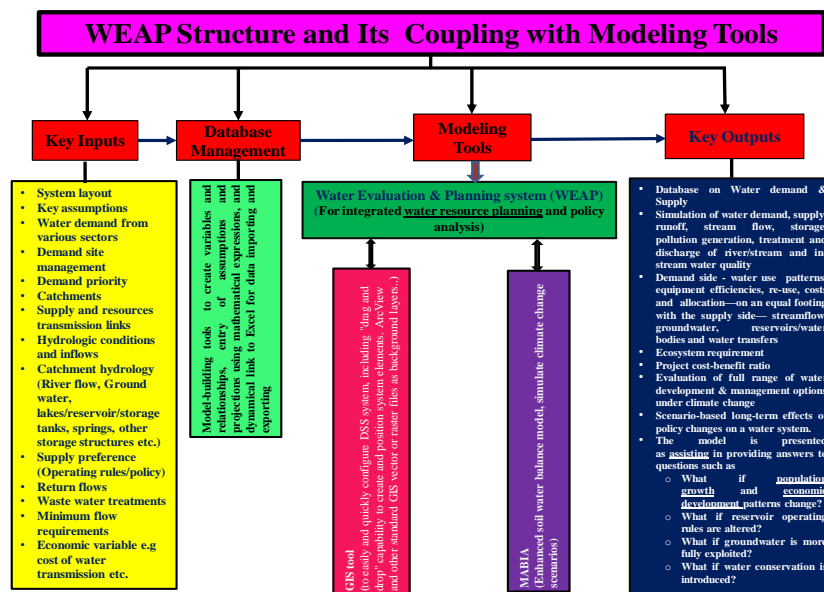 WEAP Structure and Its Coupling with Modeling Tools
Key Inputs
Database
Management
Modeling
Tools
Key Outputs
• System layout
• Key assumptions
• Water demand from
various sectors
• Demand site
management
• Demand priority
• Catchments
• Supply and resources
transmission links
• Hydrologic conditions
and inflows
• Catchment hydrology
(River flow, Ground
water,
lakes/reservoir/storage
tanks, springs, other
storage structures etc.)
• Supply preference
(Operating rules/policy)
• Return flows
• Waste water treatments
• Minimum flow
requirements
• Economic variable e.g
cost of water
transmission etc.
Model-building tools to create variables and
relationships, entry of assumptions and
projections using mathematical expressions, and
dynamical link to Excel for data importing and
exporting
Water Evaluation & Planning system (WEAP)
(For integrated water resource planning and policy
analysis)
GIS tool
(to easily and quickly configure DSS system, including "drag and
drop" capability to create and position system elements. ArcView
and other standard GIS vector or raster files as background layers..)
MABIA
(Enhanced soil water balance model, simulate climate change
scenarios)
• Database on Water demand &
Supply
• Simulation of water demand, supply,
runoff, stream flow, storage,
pollution generation, treatment and
discharge of river/stream and in-
stream water quality
• Demand side - water use patterns,
equipment efficiencies, re-use, costs
and allocation—on an equal footing
with the supply side— streamflow,
groundwater, reservoirs/water
bodies and water transfers
• Ecosystem requirement
• Project cost-benefit ratio
• Evaluation of full range of water
development & management options
under climate change
• Scenario-based long-term effects of
policy changes on a water system.
• The model is presented
as assisting in providing answers to
questions such as
o What if population
growth and economic
development patterns change?
o What if reservoir operating
rules are altered?
o What if groundwater is more
fully exploited?
o What if water conservation is
introduced?